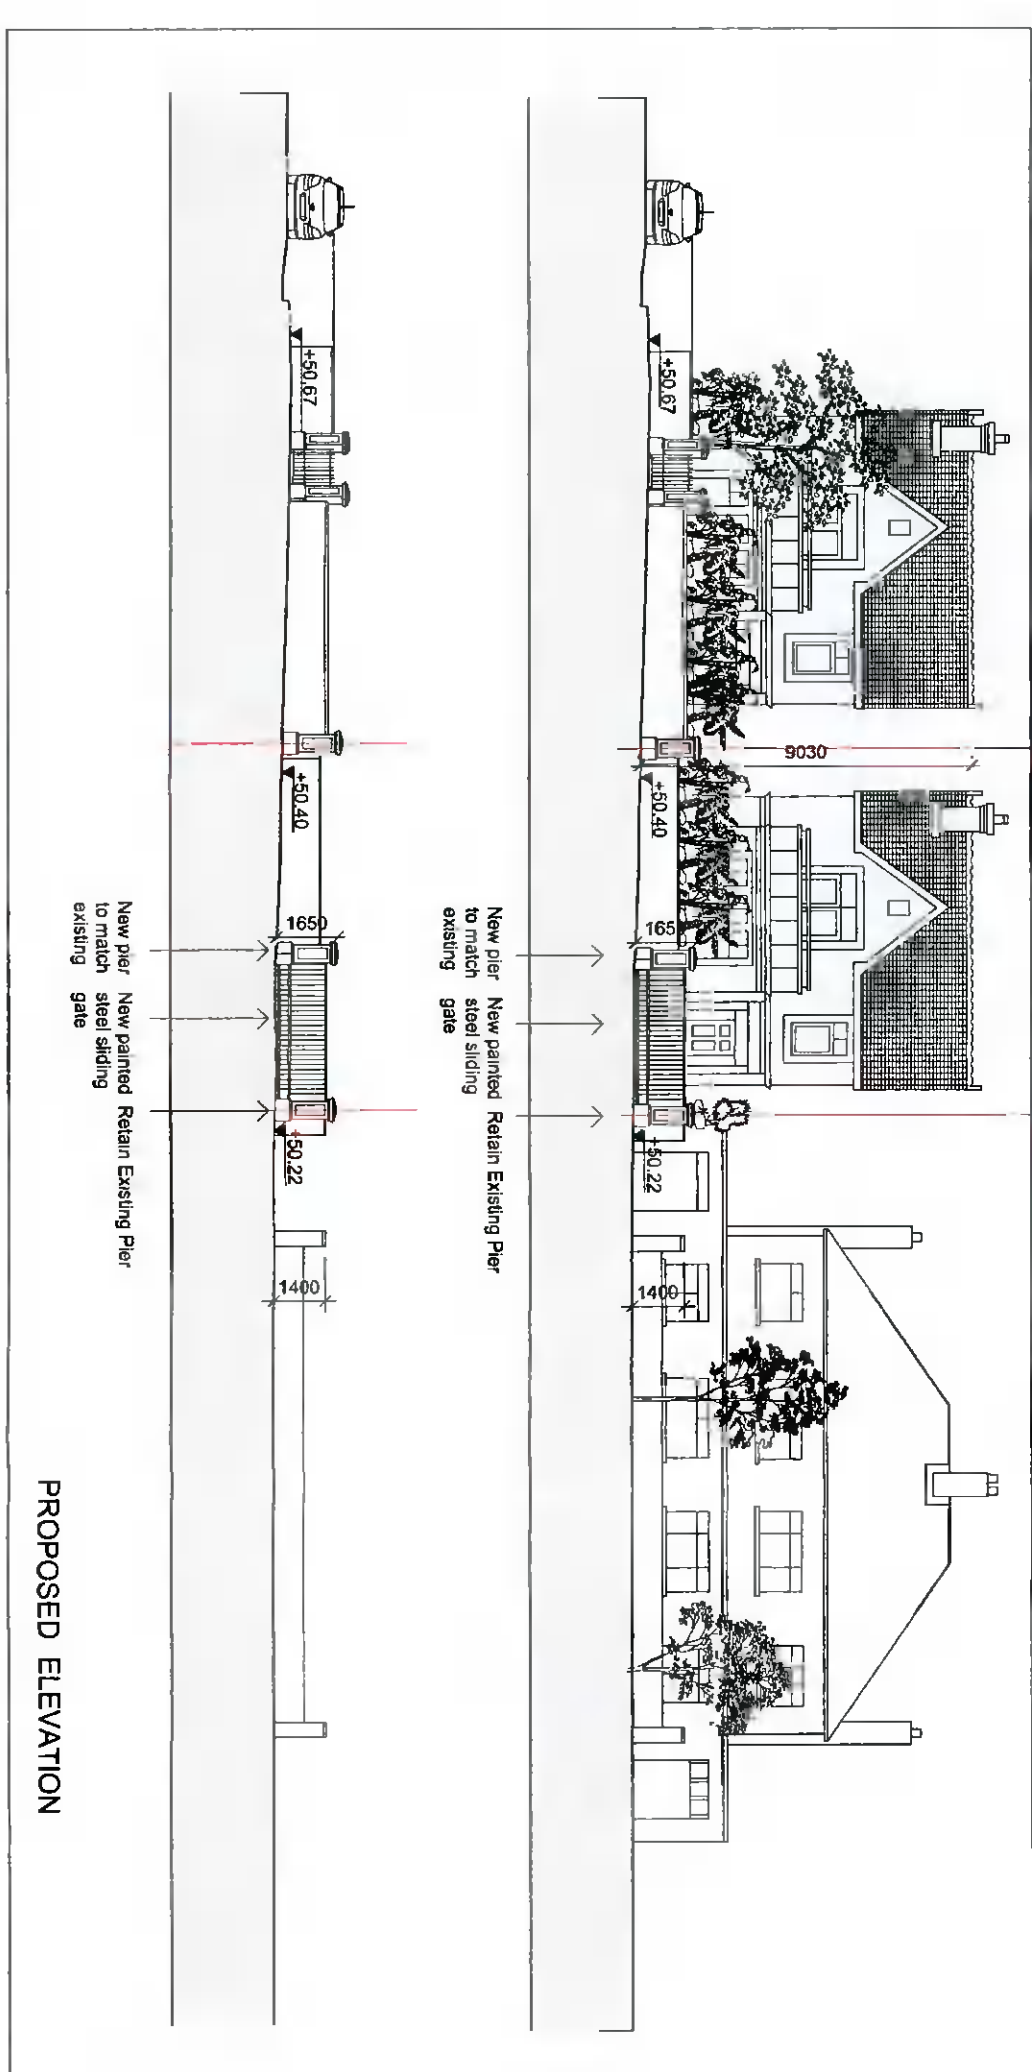 9030
+50.67
+50.40
165
+50.22
1400
New pier
to match
existing
New painted
steel sliding
gate
Retain Existing Pier
+50.67
+50.40
1650
+50.22
1400
New pier
to match
existing
New painted
steel sliding
gate
Retain Existing Pier
PROPOSED ELEVATION